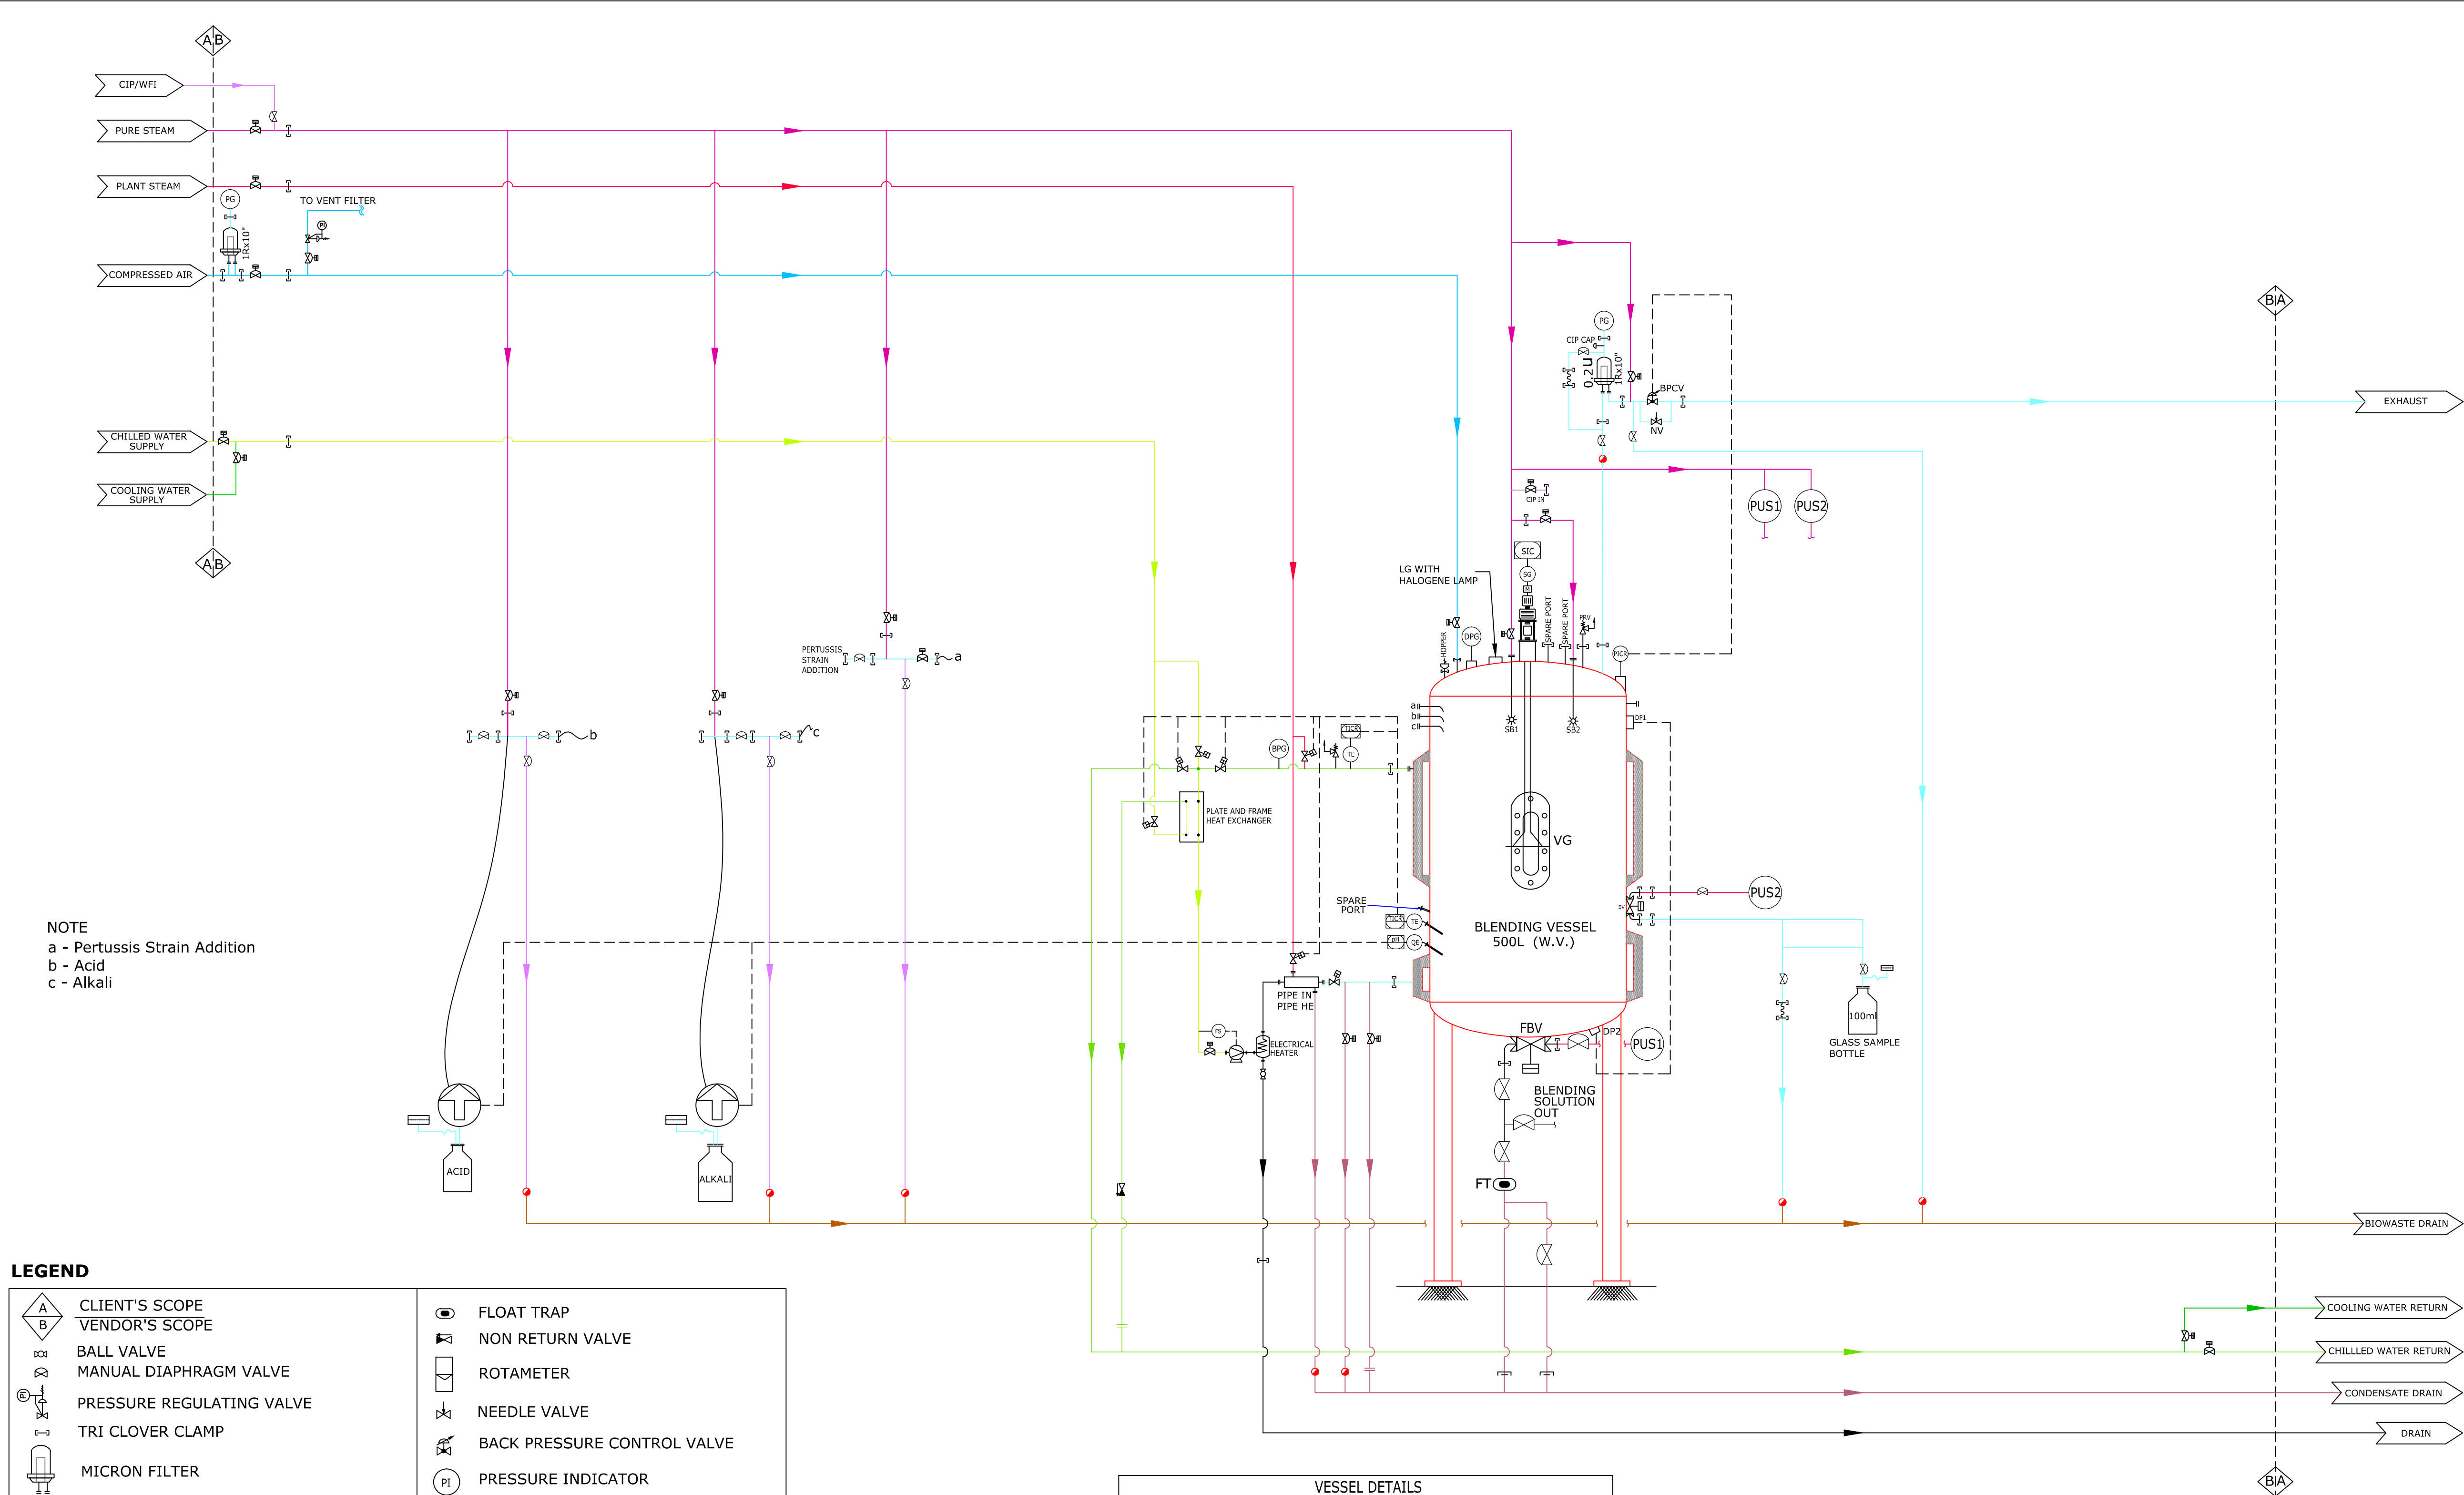 A B
CIP/WFI
PURE STEAM
PLANT STEAM
PG
1Rx10"
TO VENT FILTER
PI
COMPRESSED AIR
CHILLED WATER
SUPPLY
COOLING WATER
SUPPLY
A B
B A
PG
CIP CAP
0.2u
1Rx10"
BPCV
NV
EXHAUST
CIP IN
PUS1
PUS2
SIC
SG
M
LG WITH
HALOGENE LAMP
HOPPER
DPG
SPARE PORT
SPARE PORT
PRV
PICR
PERTUSSIS
STRAIN
ADDITION
a
b
c
a
b
c
SB1
SB2
DP1
TICR
BPG
TE
PLATE AND FRAME
HEAT EXCHANGER
VG
SPARE
PORT
TICR
TE
pH
QE
BLENDING VESSEL
500L (W.V.)
SV
PUS2
NOTE
a - Pertussis Strain Addition
b - Acid
c - Alkali
PIPE IN
PIPE HE
FS
ELECTRICAL
HEATER
FBV
DP2
PUS1
100ml
GLASS SAMPLE
BOTTLE
BLENDING
SOLUTION
OUT
ACID
ALKALI
FT
BIOWASTE DRAIN
COOLING WATER RETURN
CHILLLED WATER RETURN
CONDENSATE DRAIN
DRAIN
B A
LEGEND
A
B
CLIENT'S SCOPE
VENDOR'S SCOPE
BALL VALVE
MANUAL DIAPHRAGM VALVE
PI
PRESSURE REGULATING VALVE
TRI CLOVER CLAMP
MICRON FILTER
FLOAT TRAP
NON RETURN VALVE
ROTAMETER
NEEDLE VALVE
BACK PRESSURE CONTROL VALVE
PI
PRESSURE INDICATOR
VESSEL DETAILS